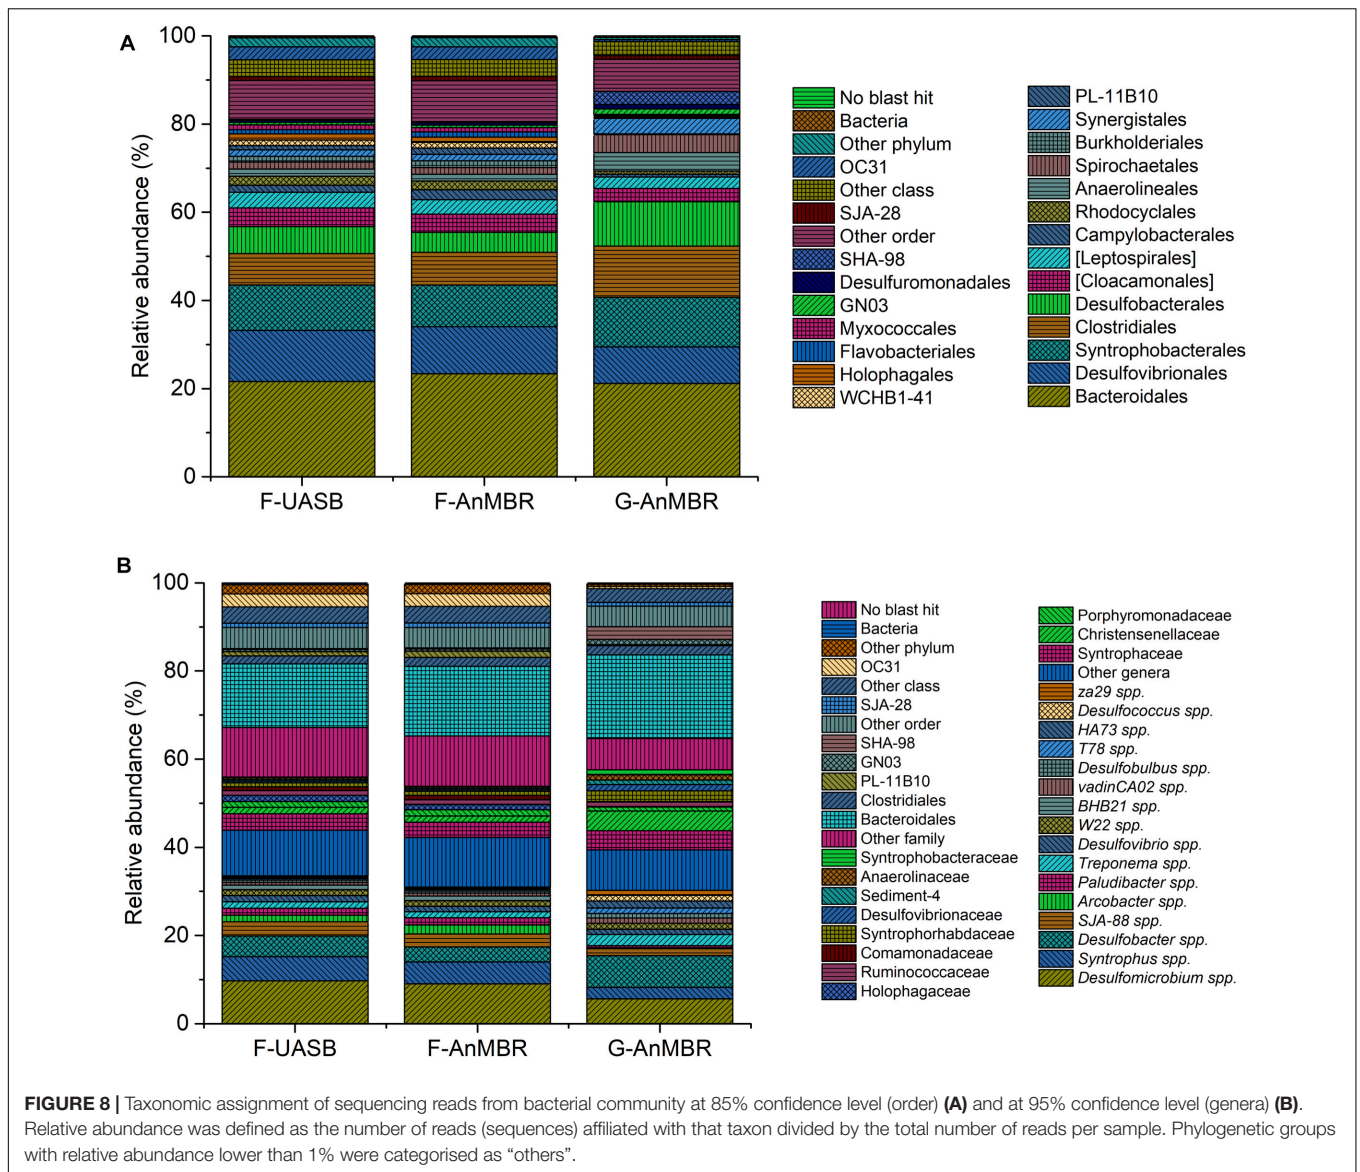 A
100
80
60
40
20
0
Relative abundance (%)
F-UASB
F-AnMBR
G-AnMBR
No blast hit
Bacteria
Other phylum
OC31
Other class
SJA-28
Other order
SHA-98
Desulfuromonadales
GN03
Myxococcales
Flavobacteriales
Holophagales
WCHB1-41
PL-11B10
Synergistales
Burkholderiales
Spirochaetales
Anaerolineales
Rhodocyclales
Campylobacterales
[Leptospirales]
[Cloacamonales]
Desulfobacterales
Clostridiales
Syntrophobacterales
Desulfovibrionales
Bacteroidales
B
100
80
60
40
20
0
Relative abundance (%)
F-UASB
F-AnMBR
G-AnMBR
No blast hit
Bacteria
Other phylum
OC31
Other class
SJA-28
Other order
SHA-98
GN03
PL-11B10
Clostridiales
Bacteroidales
Other family
Syntrophobacteraceae
Anaerolinaceae
Sediment-4
Desulfovibrionaceae
Syntrophorhabdaceae
Comamonadaceae
Ruminococcaceae
Holophagaceae
Porphyromonadaceae
Christensenellaceae
Syntrophaceae
Other genera
za29 spp.
Desulfococcus spp.
HA73 spp.
T78 spp.
Desulfobulbus spp.
vadinCA02 spp.
BHB21 spp.
W22 spp.
Desulfovibrio spp.
Treponema spp.
Paludibacter spp.
Arcobacter spp.
SJA-88 spp.
Desulfobacter spp.
Syntrophus spp.
Desulfomicrobium spp.
FIGURE 8 | Taxonomic assignment of sequencing reads from bacterial community at 85% confidence level (order) (A) and at 95% confidence level (genera) (B).
Relative abundance was defined as the number of reads (sequences) affiliated with that taxon divided by the total number of reads per sample. Phylogenetic groups
with relative abundance lower than 1% were categorised as “others”.